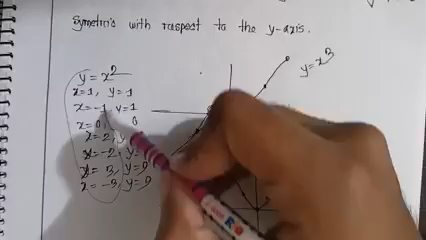 Symmetric with respect to the y-axis.
y = x²
y = x³
x=1, y=1
x=-1, y=1
x=0, 0
x=2, y
x=-2, y=
x=3, y=9
x=-3, y=9